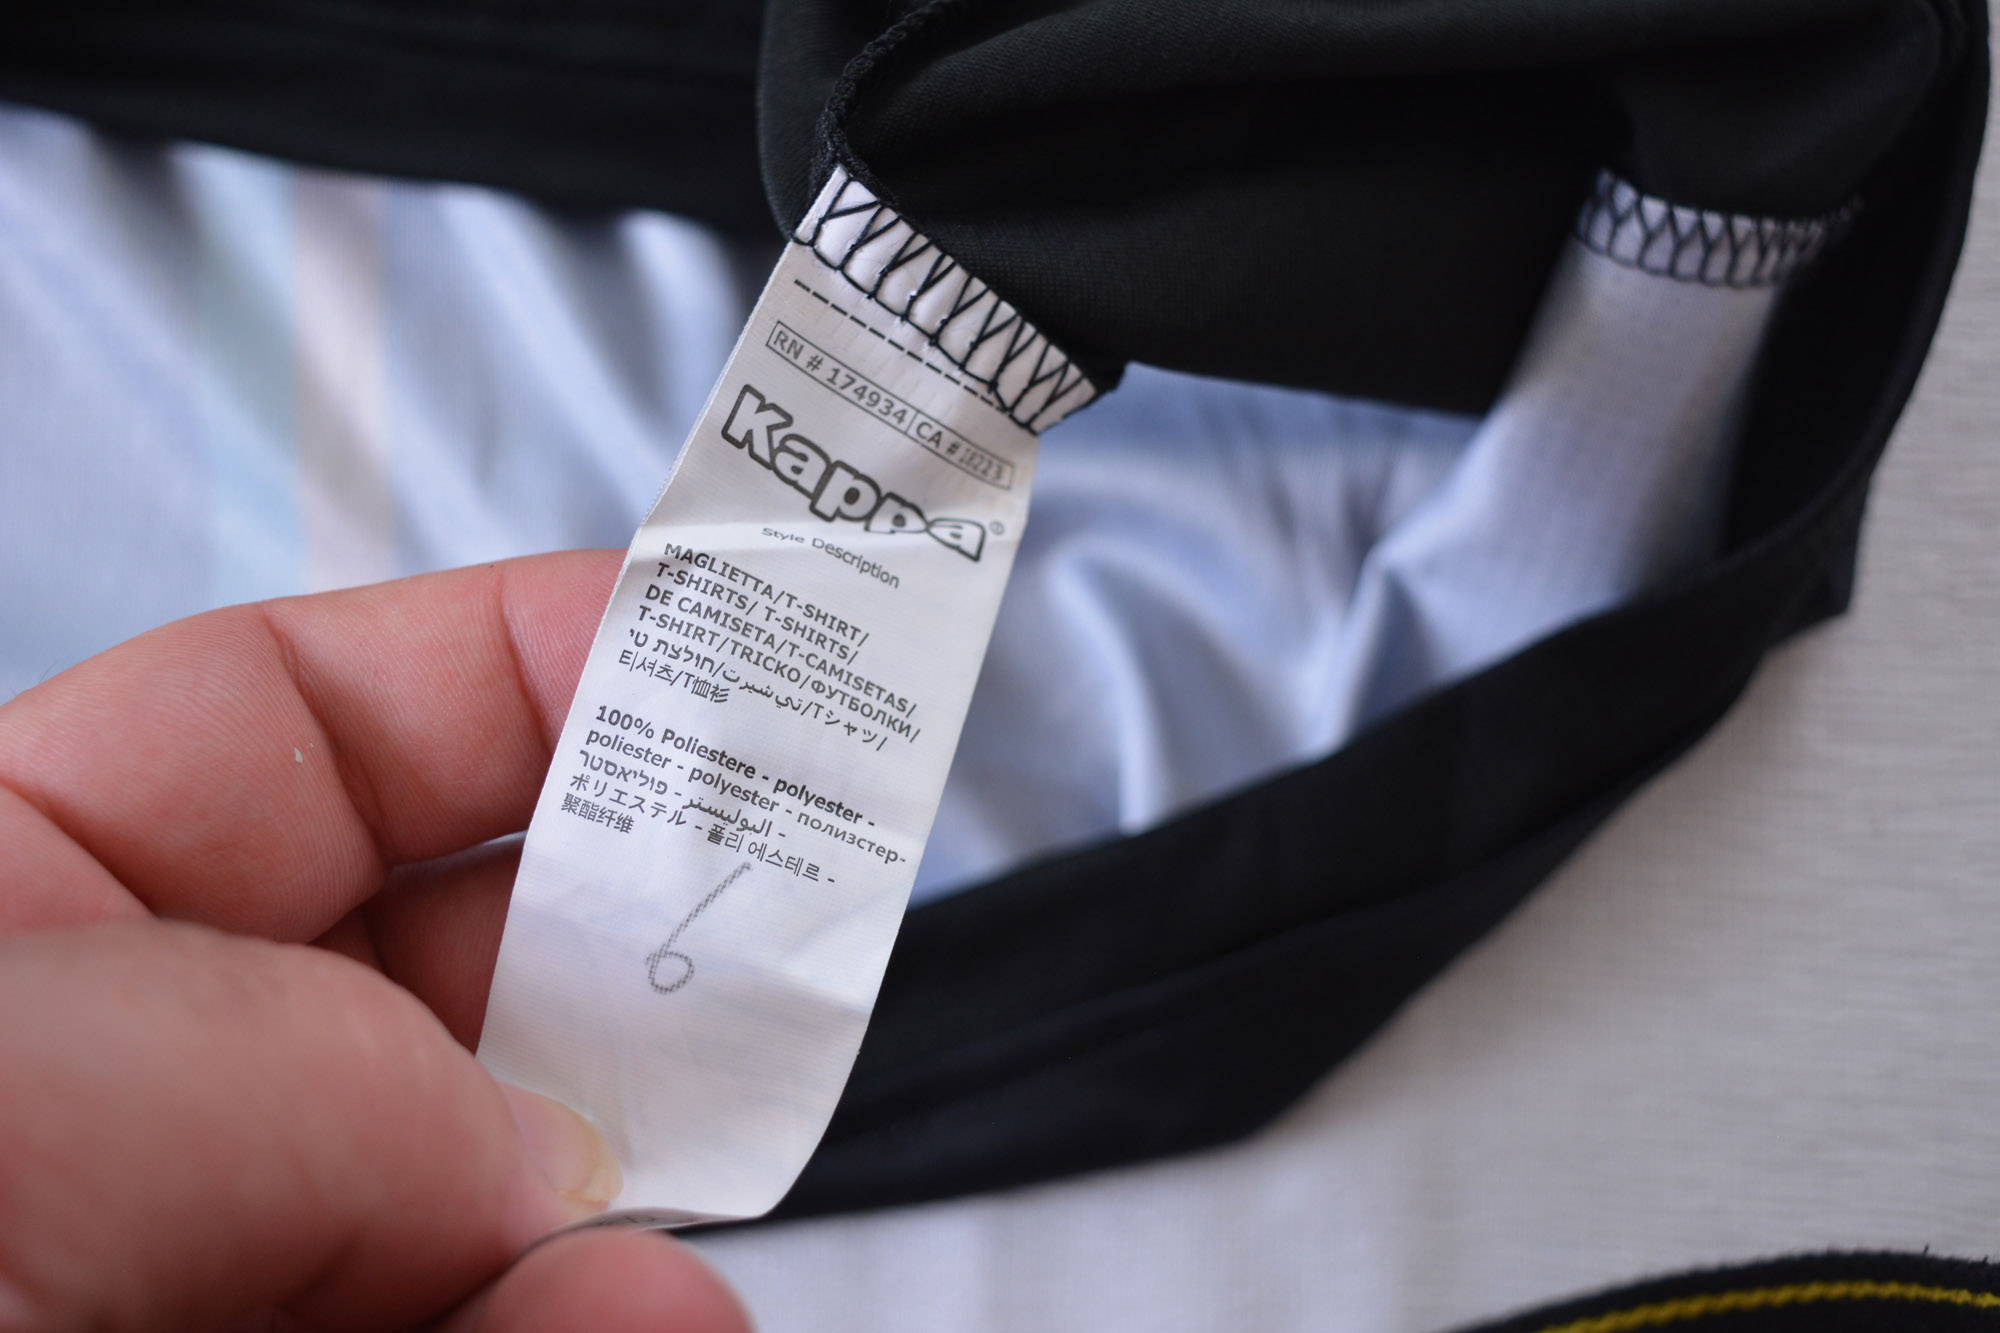 RN # 174934 CA # 18223
Kappa®
Style Description
MAGLIETTA/T-SHIRT/
T-SHIRTS/ T-SHIRTS/
DE CAMISETA/T-CAMISETAS/
T-SHIRT/TRICKO/ФУТБОЛКИ/
חולצת טי/تي شيرت/Tシャツ/
티셔츠/T恤衫
100% Poliestere - polyester -
poliester - polyester - полизстер-
פוליאסטר - البوليستر -
ポリエステル - 폴리 에스테르 -
聚酯纤维
6